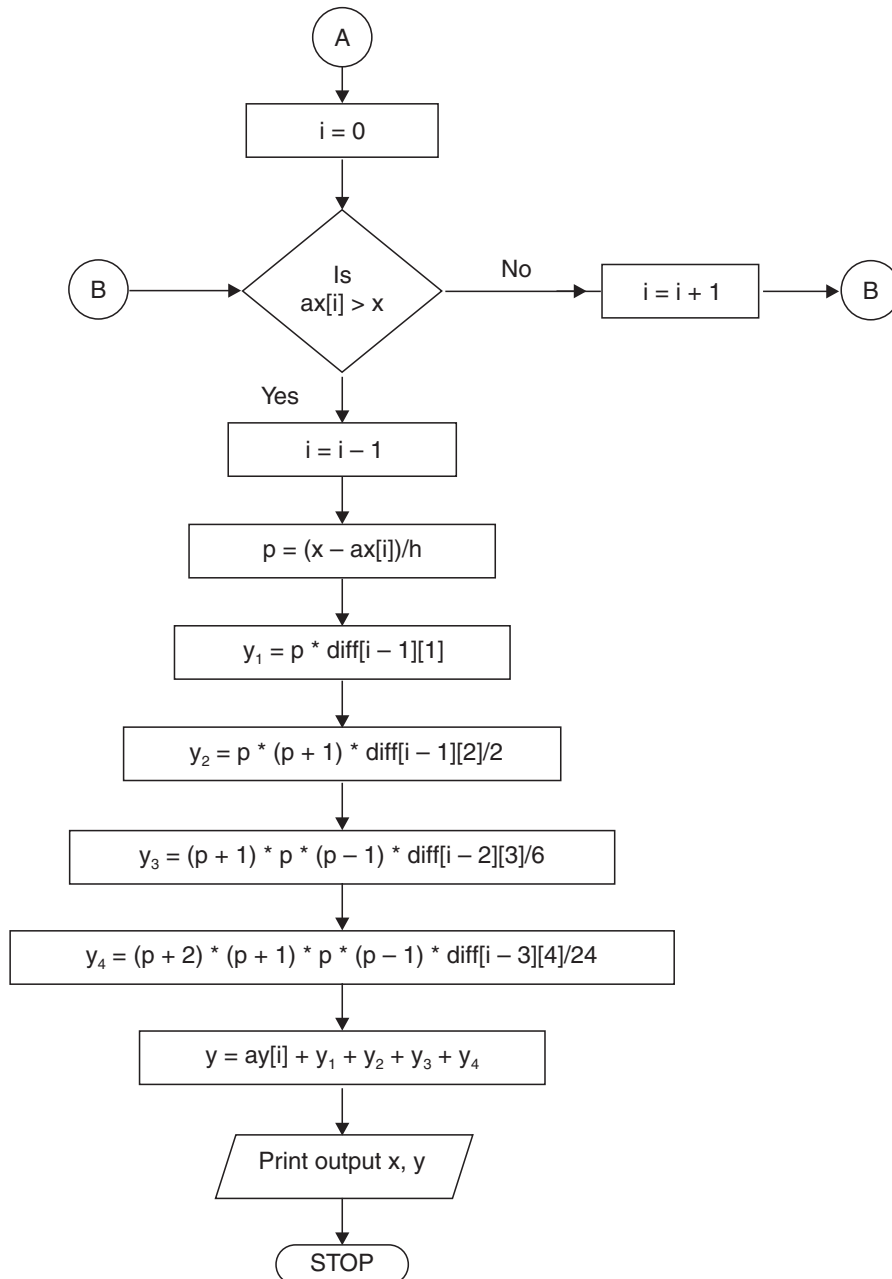 A
i = 0
B
Is
ax[i] > x
No
i = i + 1
B
Yes
i = i – 1
p = (x – ax[i])/h
y₁ = p * diff[i – 1][1]
y₂ = p * (p + 1) * diff[i – 1][2]/2
y₃ = (p + 1) * p * (p – 1) * diff[i – 2][3]/6
y₄ = (p + 2) * (p + 1) * p * (p – 1) * diff[i – 3][4]/24
y = ay[i] + y₁ + y₂ + y₃ + y₄
Print output x, y
STOP